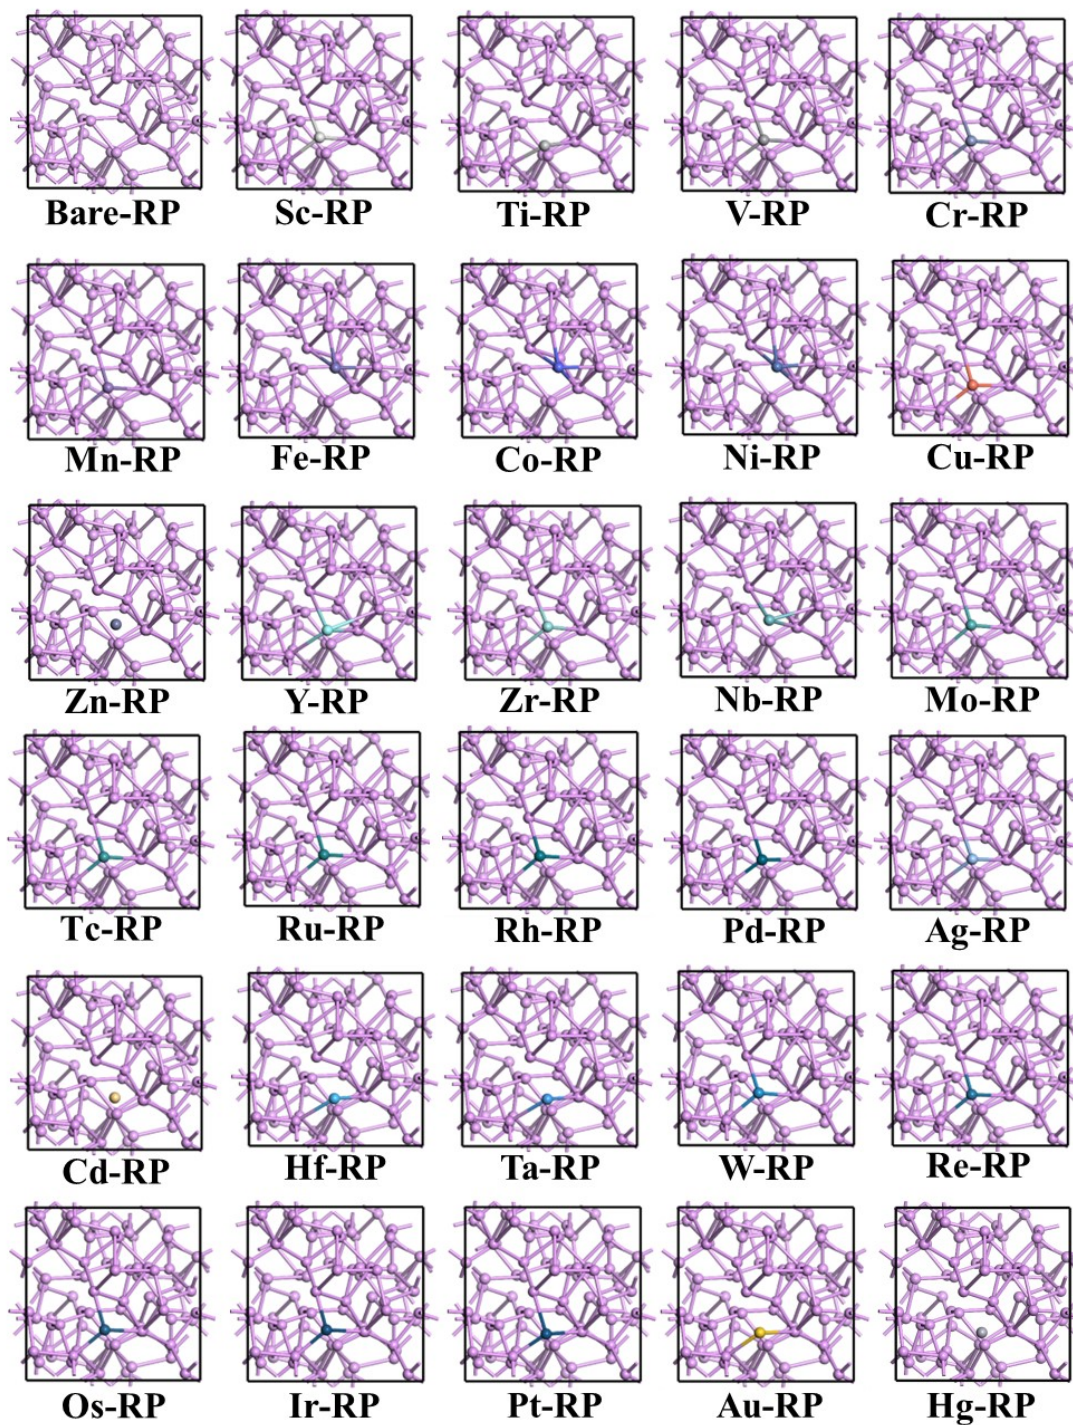 Bare-RP Sc-RP Ti-RP V-RP Cr-RP
Mn-RP Fe-RP Co-RP Ni-RP Cu-RP
Zn-RP Y-RP Zr-RP Nb-RP Mo-RP
Tc-RP Ru-RP Rh-RP Pd-RP Ag-RP
Cd-RP Hf-RP Ta-RP W-RP Re-RP
Os-RP Ir-RP Pt-RP Au-RP Hg-RP